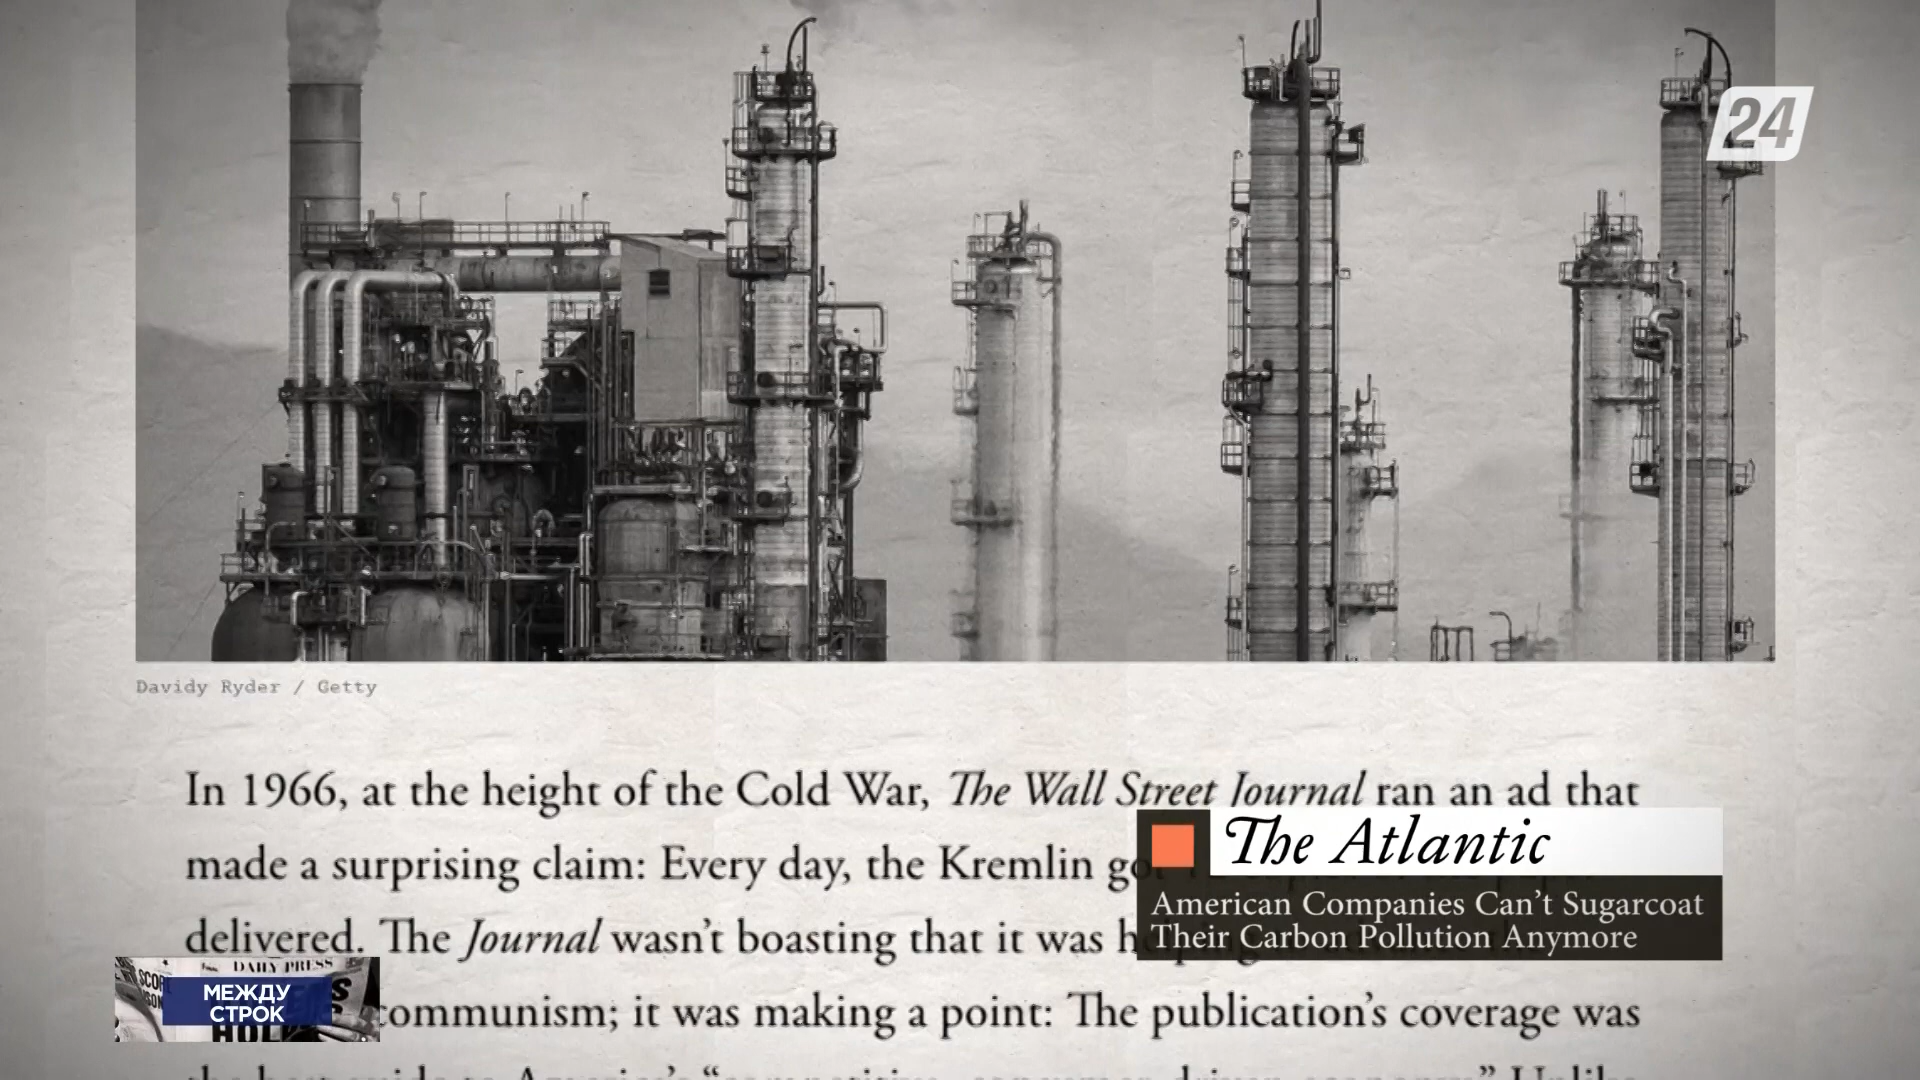 24
Davidy Ryder / Getty
In 1966, at the height of the Cold War, The Wall Street Journal ran an ad that
made a surprising claim: Every day, the Kremlin
delivered. The Journal wasn't boasting that it was
communism; it was making a point: The publication's coverage was
The Atlantic
American Companies Can't Sugarcoat
Their Carbon Pollution Anymore
DAILY PRESS
МЕЖДУ
СТРОК